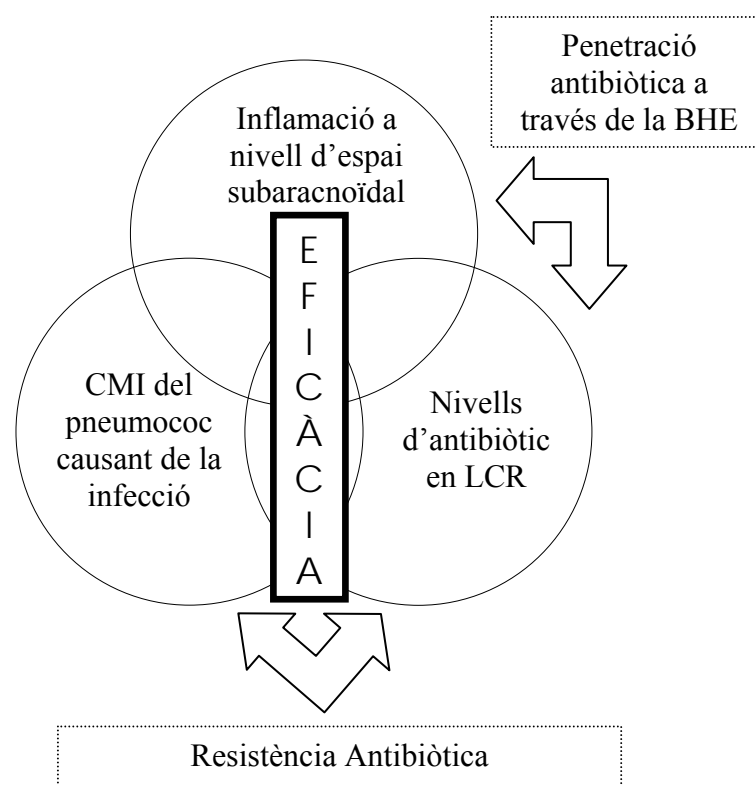 Penetració
antibiòtica a
través de la BHE
Inflamació a
nivell d’espai
subaracnoïdal
E
F
I
C
À
C
I
A
CMI del
pneumococ
causant de la
infecció
Nivells
d’antibiòtic
en LCR
Resistència Antibiòtica